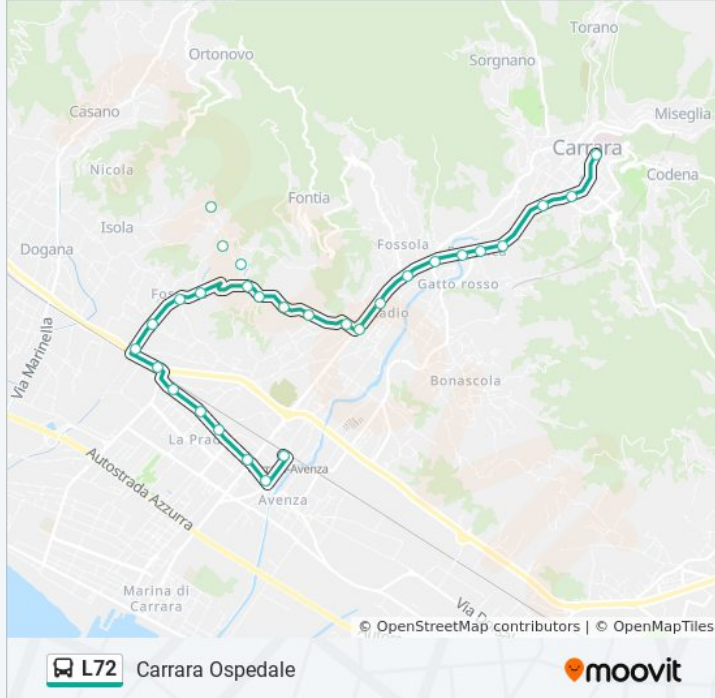 Torano
Ortonovo
Sorgnano
Casano
Miseglia
Carrara
Nicola
Codena
Fontia
Isola
Fossola
Dogana
Gatto rosso
Via Marinella
Bonascola
La Prad
Autostrada Azzurra
-Avenza
Avenza
Marina di
Carrara
© OpenStreetMap contributors | © OpenMapTiles
L72 Carrara Ospedale
moovit